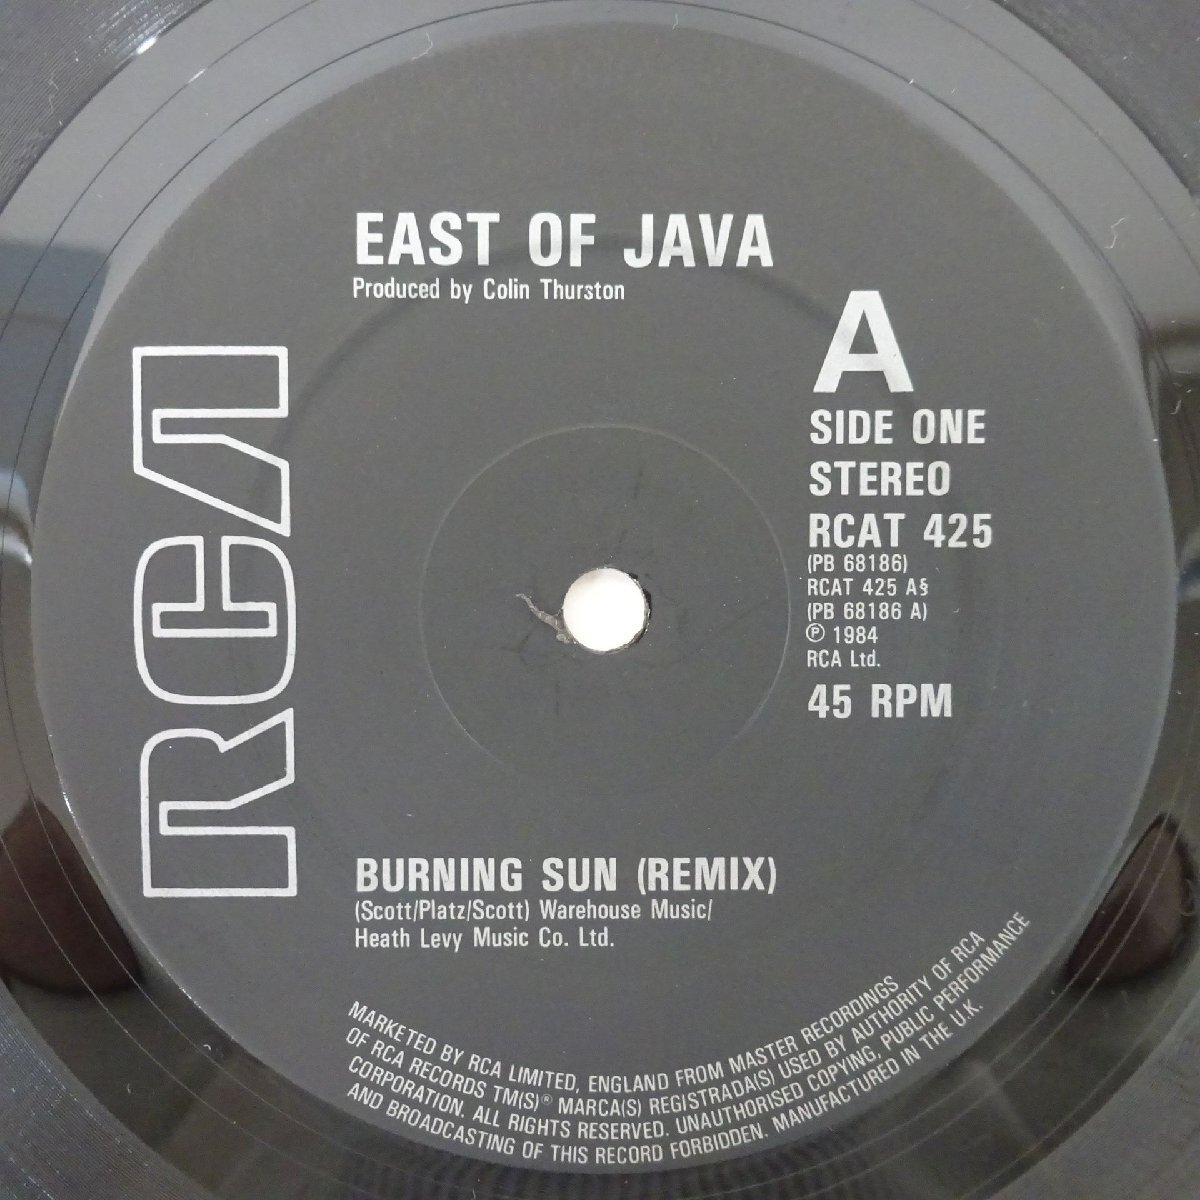 EAST OF JAVA
Produced by Colin Thurston
A
SIDE ONE
STEREO
RCAT 425
(PB 68186)
RCAT 425 A§
(PB 68186 A)
℗ 1984
RCA Ltd.
45 RPM
RCA
BURNING SUN (REMIX)
(Scott/Platz/Scott) Warehouse Music/
Heath Levy Music Co. Ltd.
MARKETED BY RCA LIMITED, ENGLAND FROM MASTER RECORDINGS
OF RCA RECORDS TM(S)® MARCA(S) REGISTRADA(S) USED BY AUTHORITY OF RCA
CORPORATION. ALL RIGHTS RESERVED. UNAUTHORISED COPYING, PUBLIC PERFORMANCE
AND BROADCASTING OF THIS RECORD FORBIDDEN. MANUFACTURED IN THE U.K.